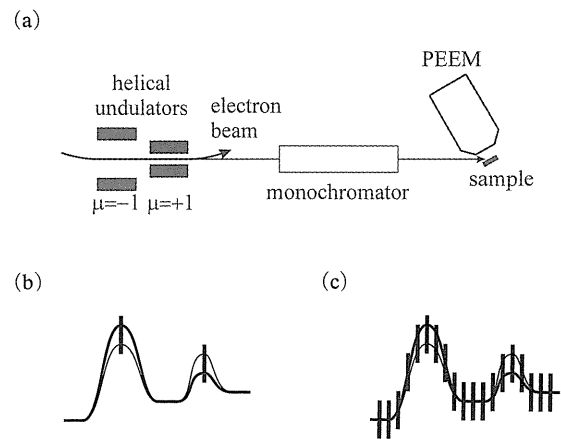 (a)
PEEM
helical
undulators
electron
beam
monochromator
sample
μ=−1 μ=+1
(b)
(c)